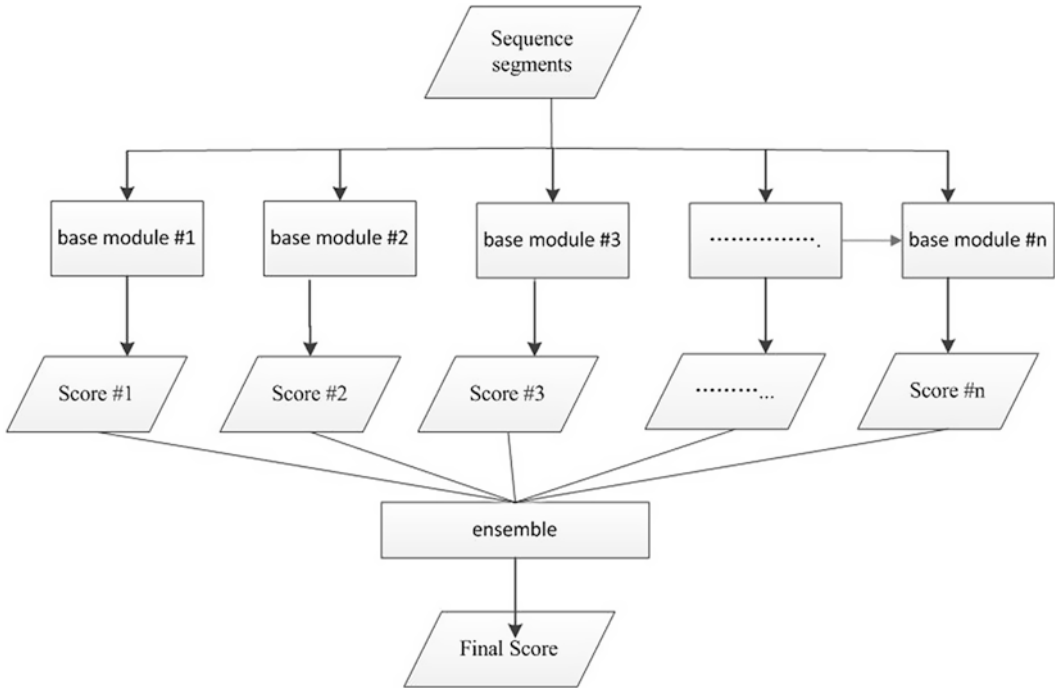 Sequence
segments
base module #1
base module #2
base module #3
................
base module #n
Score #1
Score #2
Score #3
............
Score #n
ensemble
Final Score